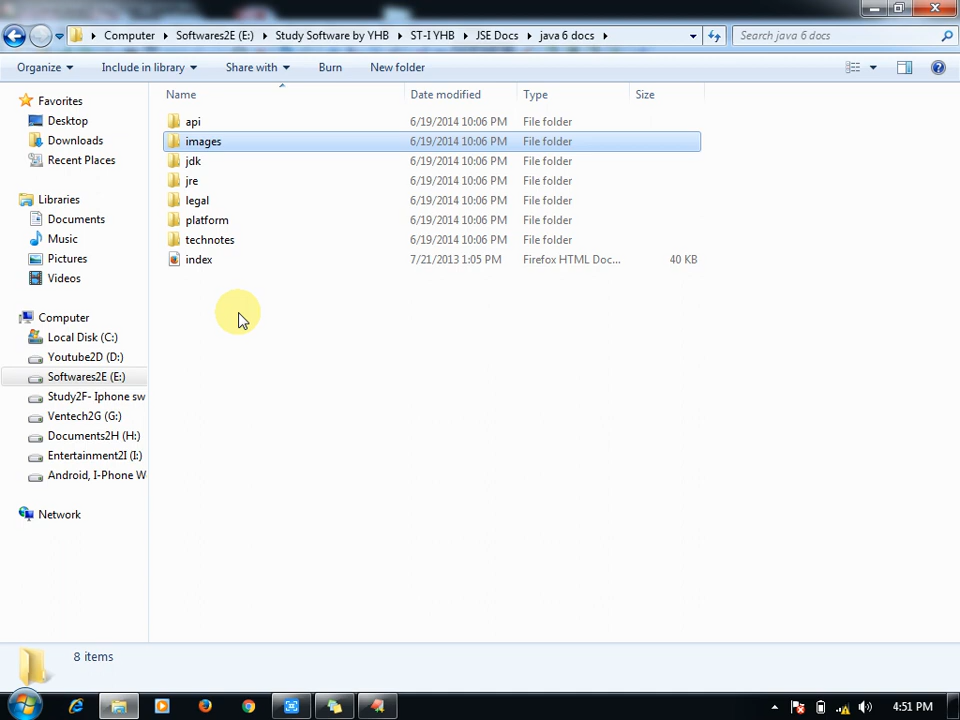 Computer Softwares2E (E:) Study Software by YHB ST-I YHB JSE Docs java 6 docs Search java 6 docs
Organize Include in library Share with Burn New folder
Name Date modified Type Size
Favorites
Desktop
Downloads
Recent Places
Libraries
Documents
Music
Pictures
Videos
Computer
Local Disk (C:)
Youtube2D (D:)
Softwares2E (E:)
Study2F- Iphone sw
Ventech2G (G:)
Documents2H (H:)
Entertainment2I (I:)
Android, I-Phone W
Network
api 6/19/2014 10:06 PM File folder
images 6/19/2014 10:06 PM File folder
jdk 6/19/2014 10:06 PM File folder
jre 6/19/2014 10:06 PM File folder
legal 6/19/2014 10:06 PM File folder
platform 6/19/2014 10:06 PM File folder
technotes 6/19/2014 10:06 PM File folder
index 7/21/2013 1:05 PM Firefox HTML Doc... 40 KB
8 items
4:51 PM